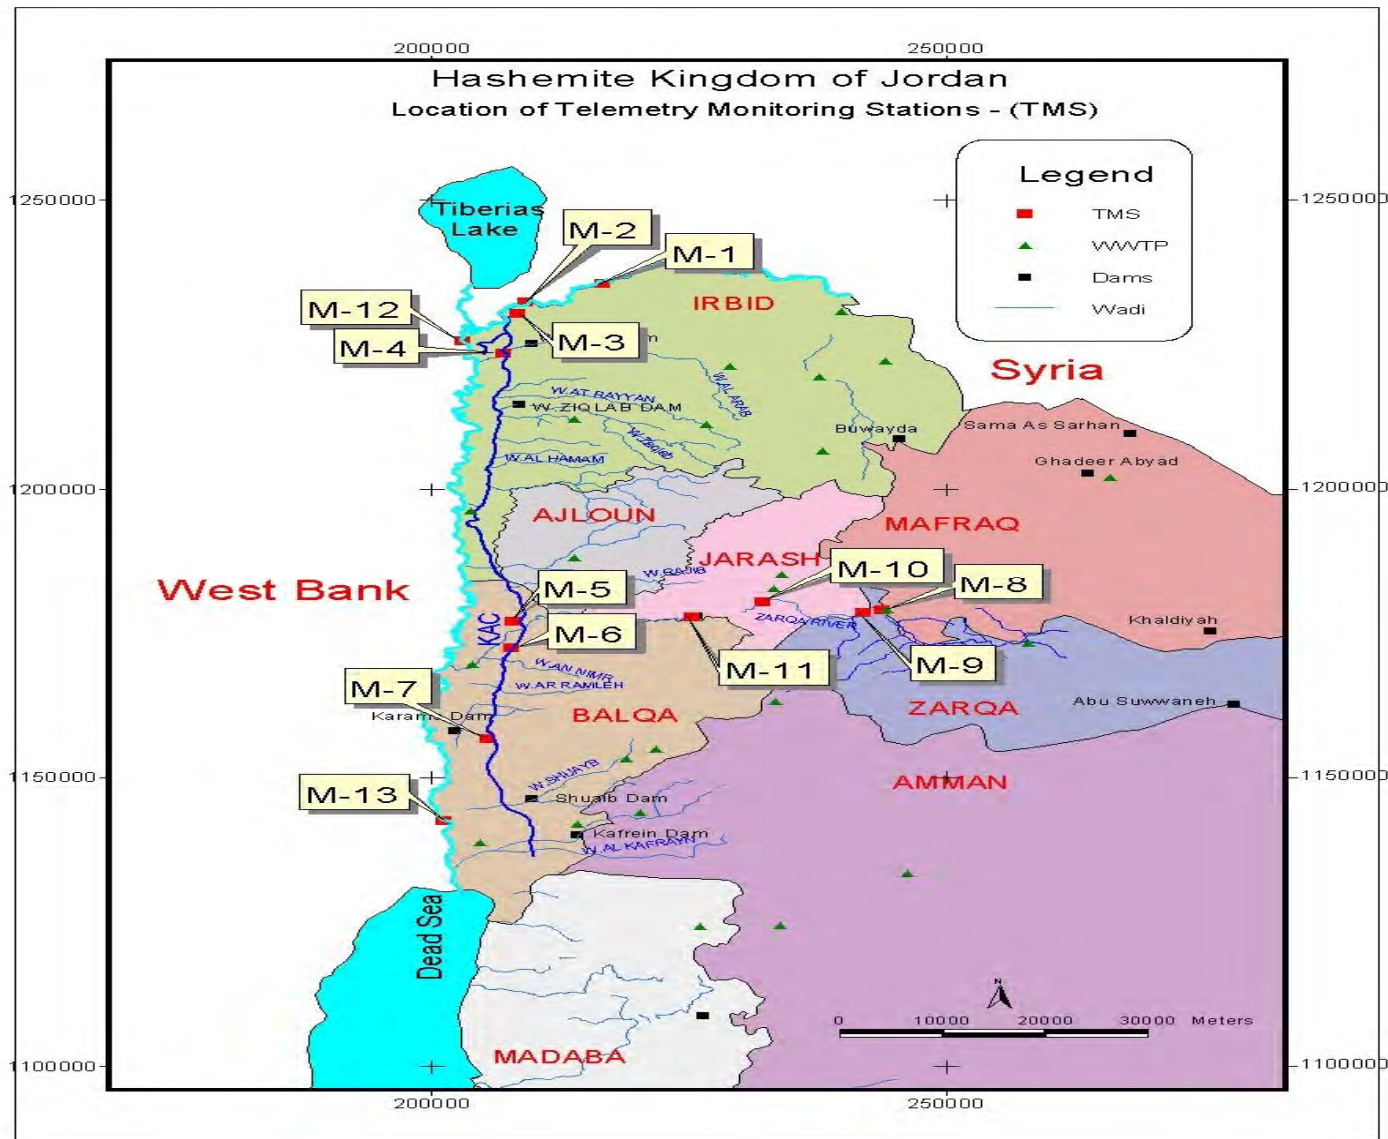 200000 250000
Hashemite Kingdom of Jordan
Location of Telemetry Monitoring Stations - (TMS)
Legend
TMS
WWTP
Dams
Wadi
1250000
1250000
Tiberias
Lake
M-2
M-1
IRBID
M-12
M-3
M-4
Syria
W.AL ARAB
W.AT RAYYAN
W.ZIQLAB DAM
W.Ziqlab
Buwayda
Sama As Sarhan
W.AL HAMAM
Ghadeer Abyad
1200000
1200000
AJLOUN
MAFRAQ
JARASH
W.RAJIB
M-10
West Bank
M-5
M-8
KAC
ZARQA RIVER
Khaldiyah
M-6
M-11
M-9
W.AN NIMR
W.AR RAMLEH
M-7
Karama Dam
BALQA
ZARQA
Abu Suwwaneh
1150000
1150000
W.SHUAYB
AMMAN
M-13
Shuaib Dam
Kafrein Dam
W.AL KAFRAYN
Dead Sea
N
0 10000 20000 30000 Meters
MADABA
1100000
1100000
200000 250000